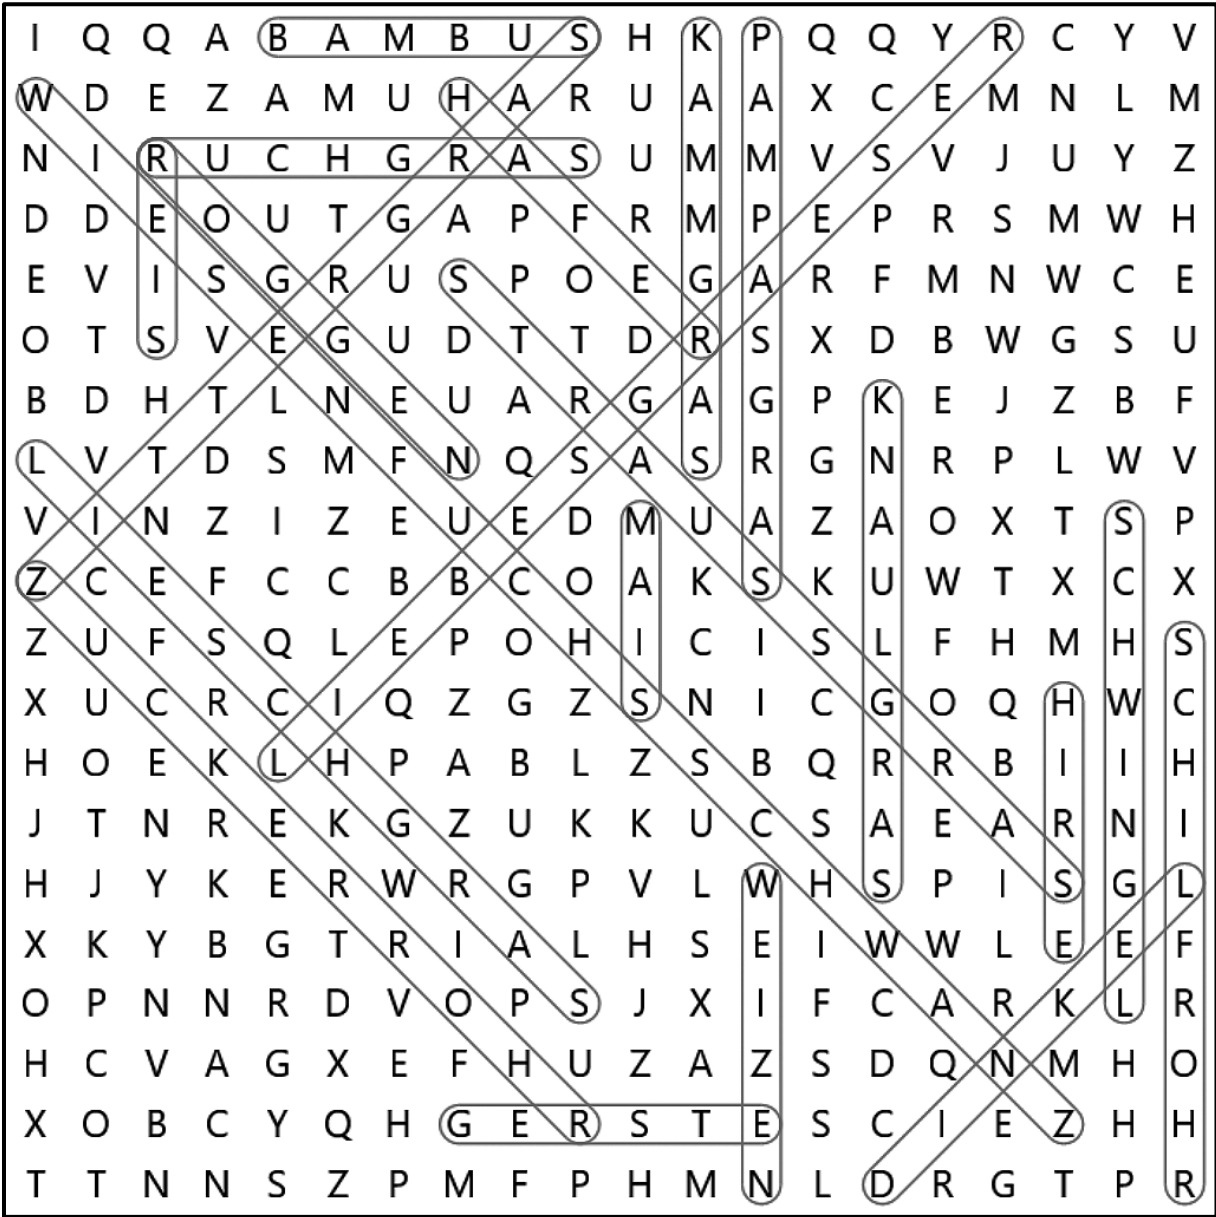 I Q Q A B A M B U S H K P Q Q Y R C Y V
W D E Z A M U H A R U A A X C E M N L M
N I R U C H G R A S U M M V S V J U Y Z
D D E O U T G A P F R M P E P R S M W H
E V I S G R U S P O E G A R F M N W C E
O T S V E G U D T T D R S X D B W G S U
B D H T L N E U A R G A G P K E J Z B F
L V T D S M F N Q S A S R G N R P L W V
V I N Z I Z E U E D M U A Z A O X T S P
Z C E F C C B B C O A K S K U W T X C X
Z U F S Q L E P O H I C I S L F H M H S
X U C R C I Q Z G Z S N I C G O Q H W C
H O E K L H P A B L Z S B Q R R B I I H
J T N R E K G Z U K K U C S A E A R N I
H J Y K E R W R G P V L W H S P I S G L
X K Y B G T R I A L H S E I W W L E E F
O P N N R D V O P S J X I F C A R K L R
H C V A G X E F H U Z A Z S D Q N M H O
X O B C Y Q H G E R S T E S C I E Z H H
T T N N S Z P M F P H M N L D R G T P R